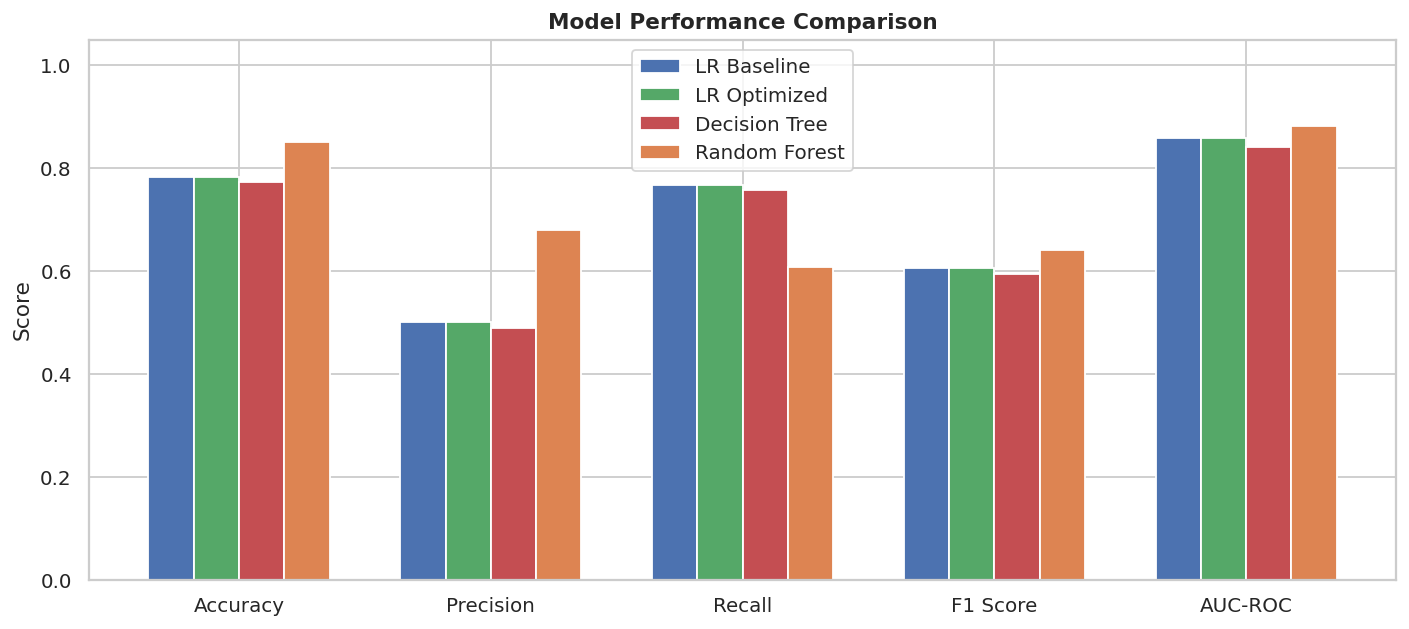 Model Performance Comparison
LR Baseline
LR Optimized
Decision Tree
Random Forest
Score
1.0
0.8
0.6
0.4
0.2
0.0
Accuracy
Precision
Recall
F1 Score
AUC-ROC